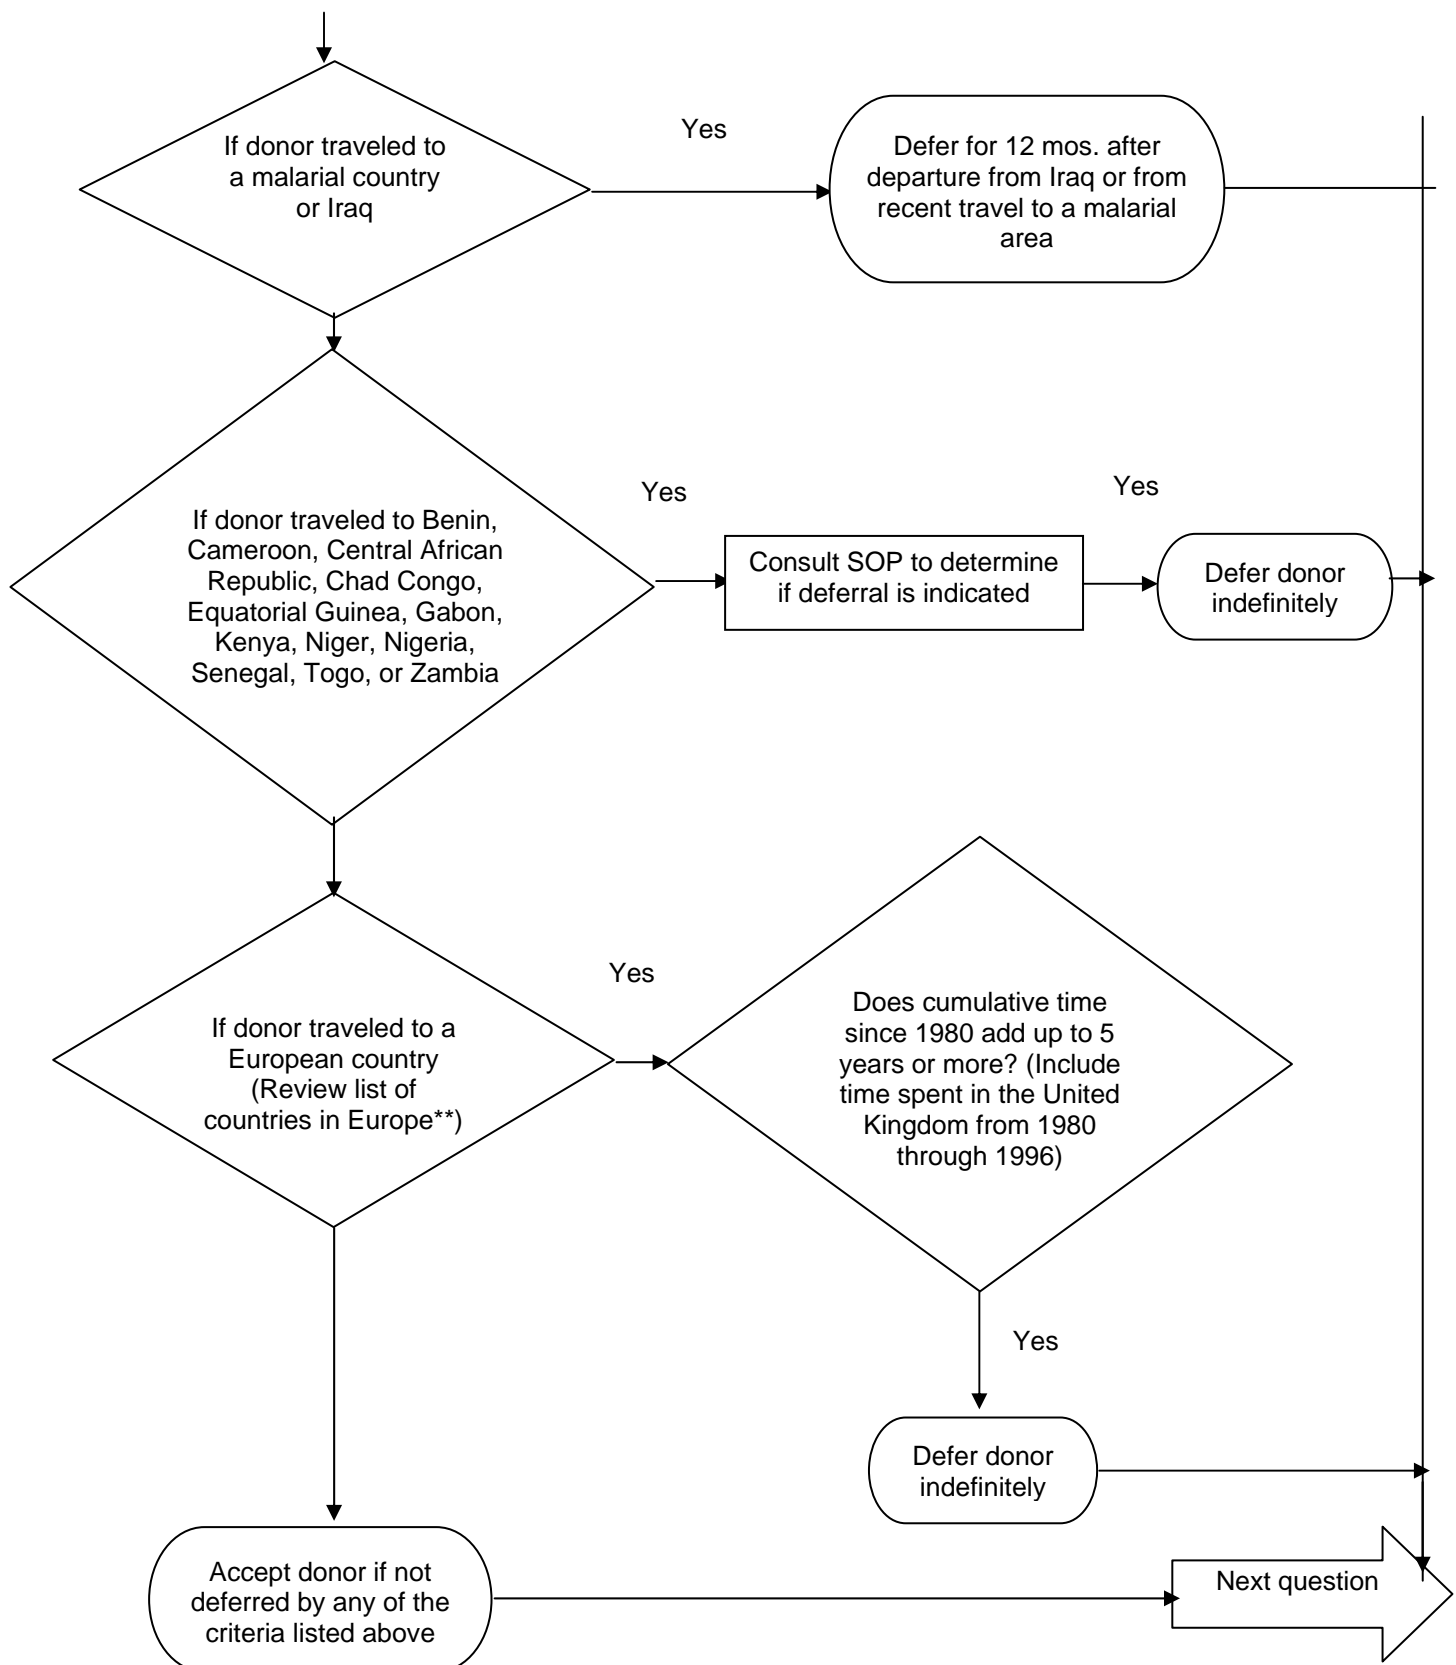 If donor traveled to
a malarial country
or Iraq
Yes
Defer for 12 mos. after
departure from Iraq or from
recent travel to a malarial
area
If donor traveled to Benin,
Cameroon, Central African
Republic, Chad Congo,
Equatorial Guinea, Gabon,
Kenya, Niger, Nigeria,
Senegal, Togo, or Zambia
Yes
Consult SOP to determine
if deferral is indicated
Yes
Defer donor
indefinitely
If donor traveled to a
European country
(Review list of
countries in Europe**)
Yes
Does cumulative time
since 1980 add up to 5
years or more? (Include
time spent in the United
Kingdom from 1980
through 1996)
Yes
Defer donor
indefinitely
Accept donor if not
deferred by any of the
criteria listed above
Next question